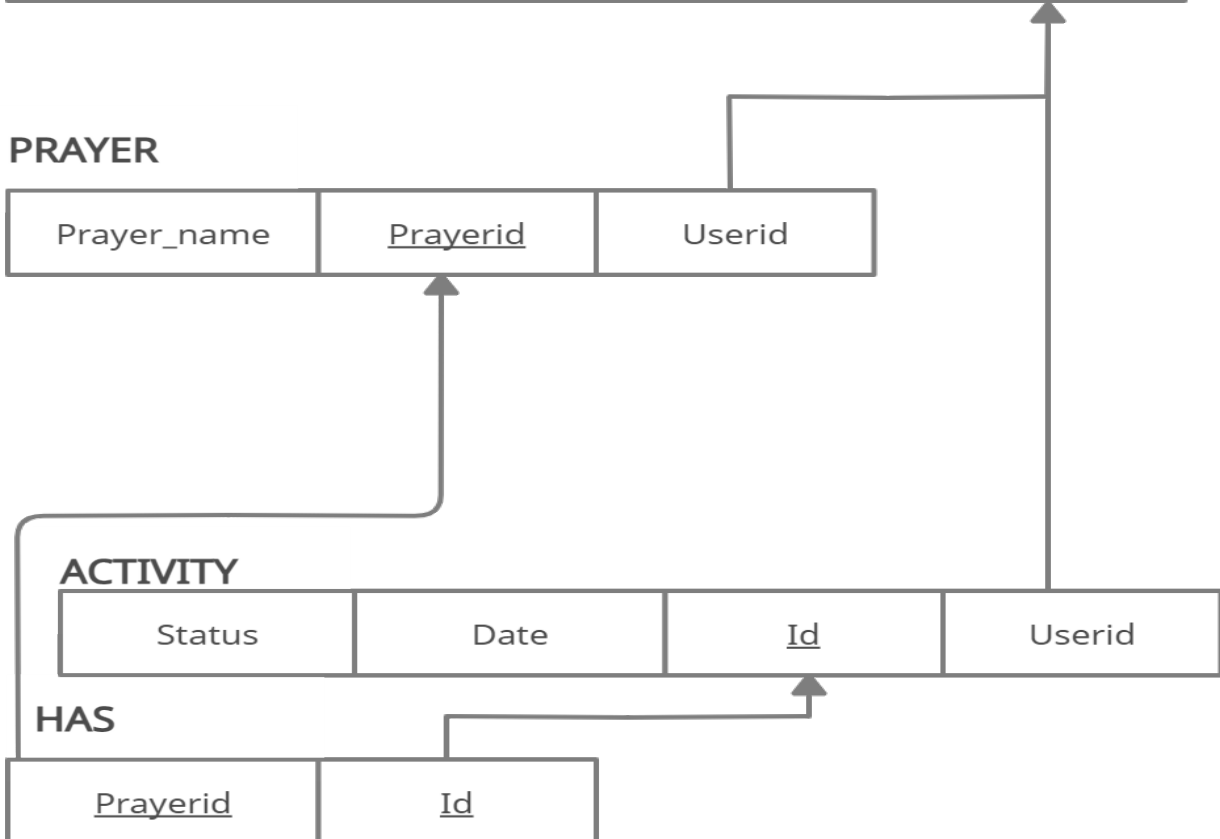 PRAYER
Prayer_name Prayerid Userid
ACTIVITY
Status Date Id Userid
HAS
Prayerid Id